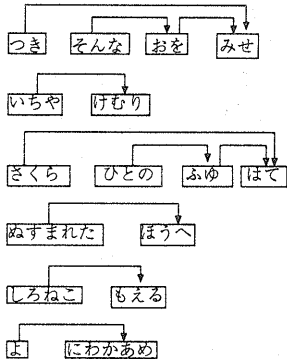 つき そんな おを みせ
いちや けむり
さくら ひとの ふゆ はて
ぬすまれた ほうへ
しろねこ もえる
よ にわかあめ